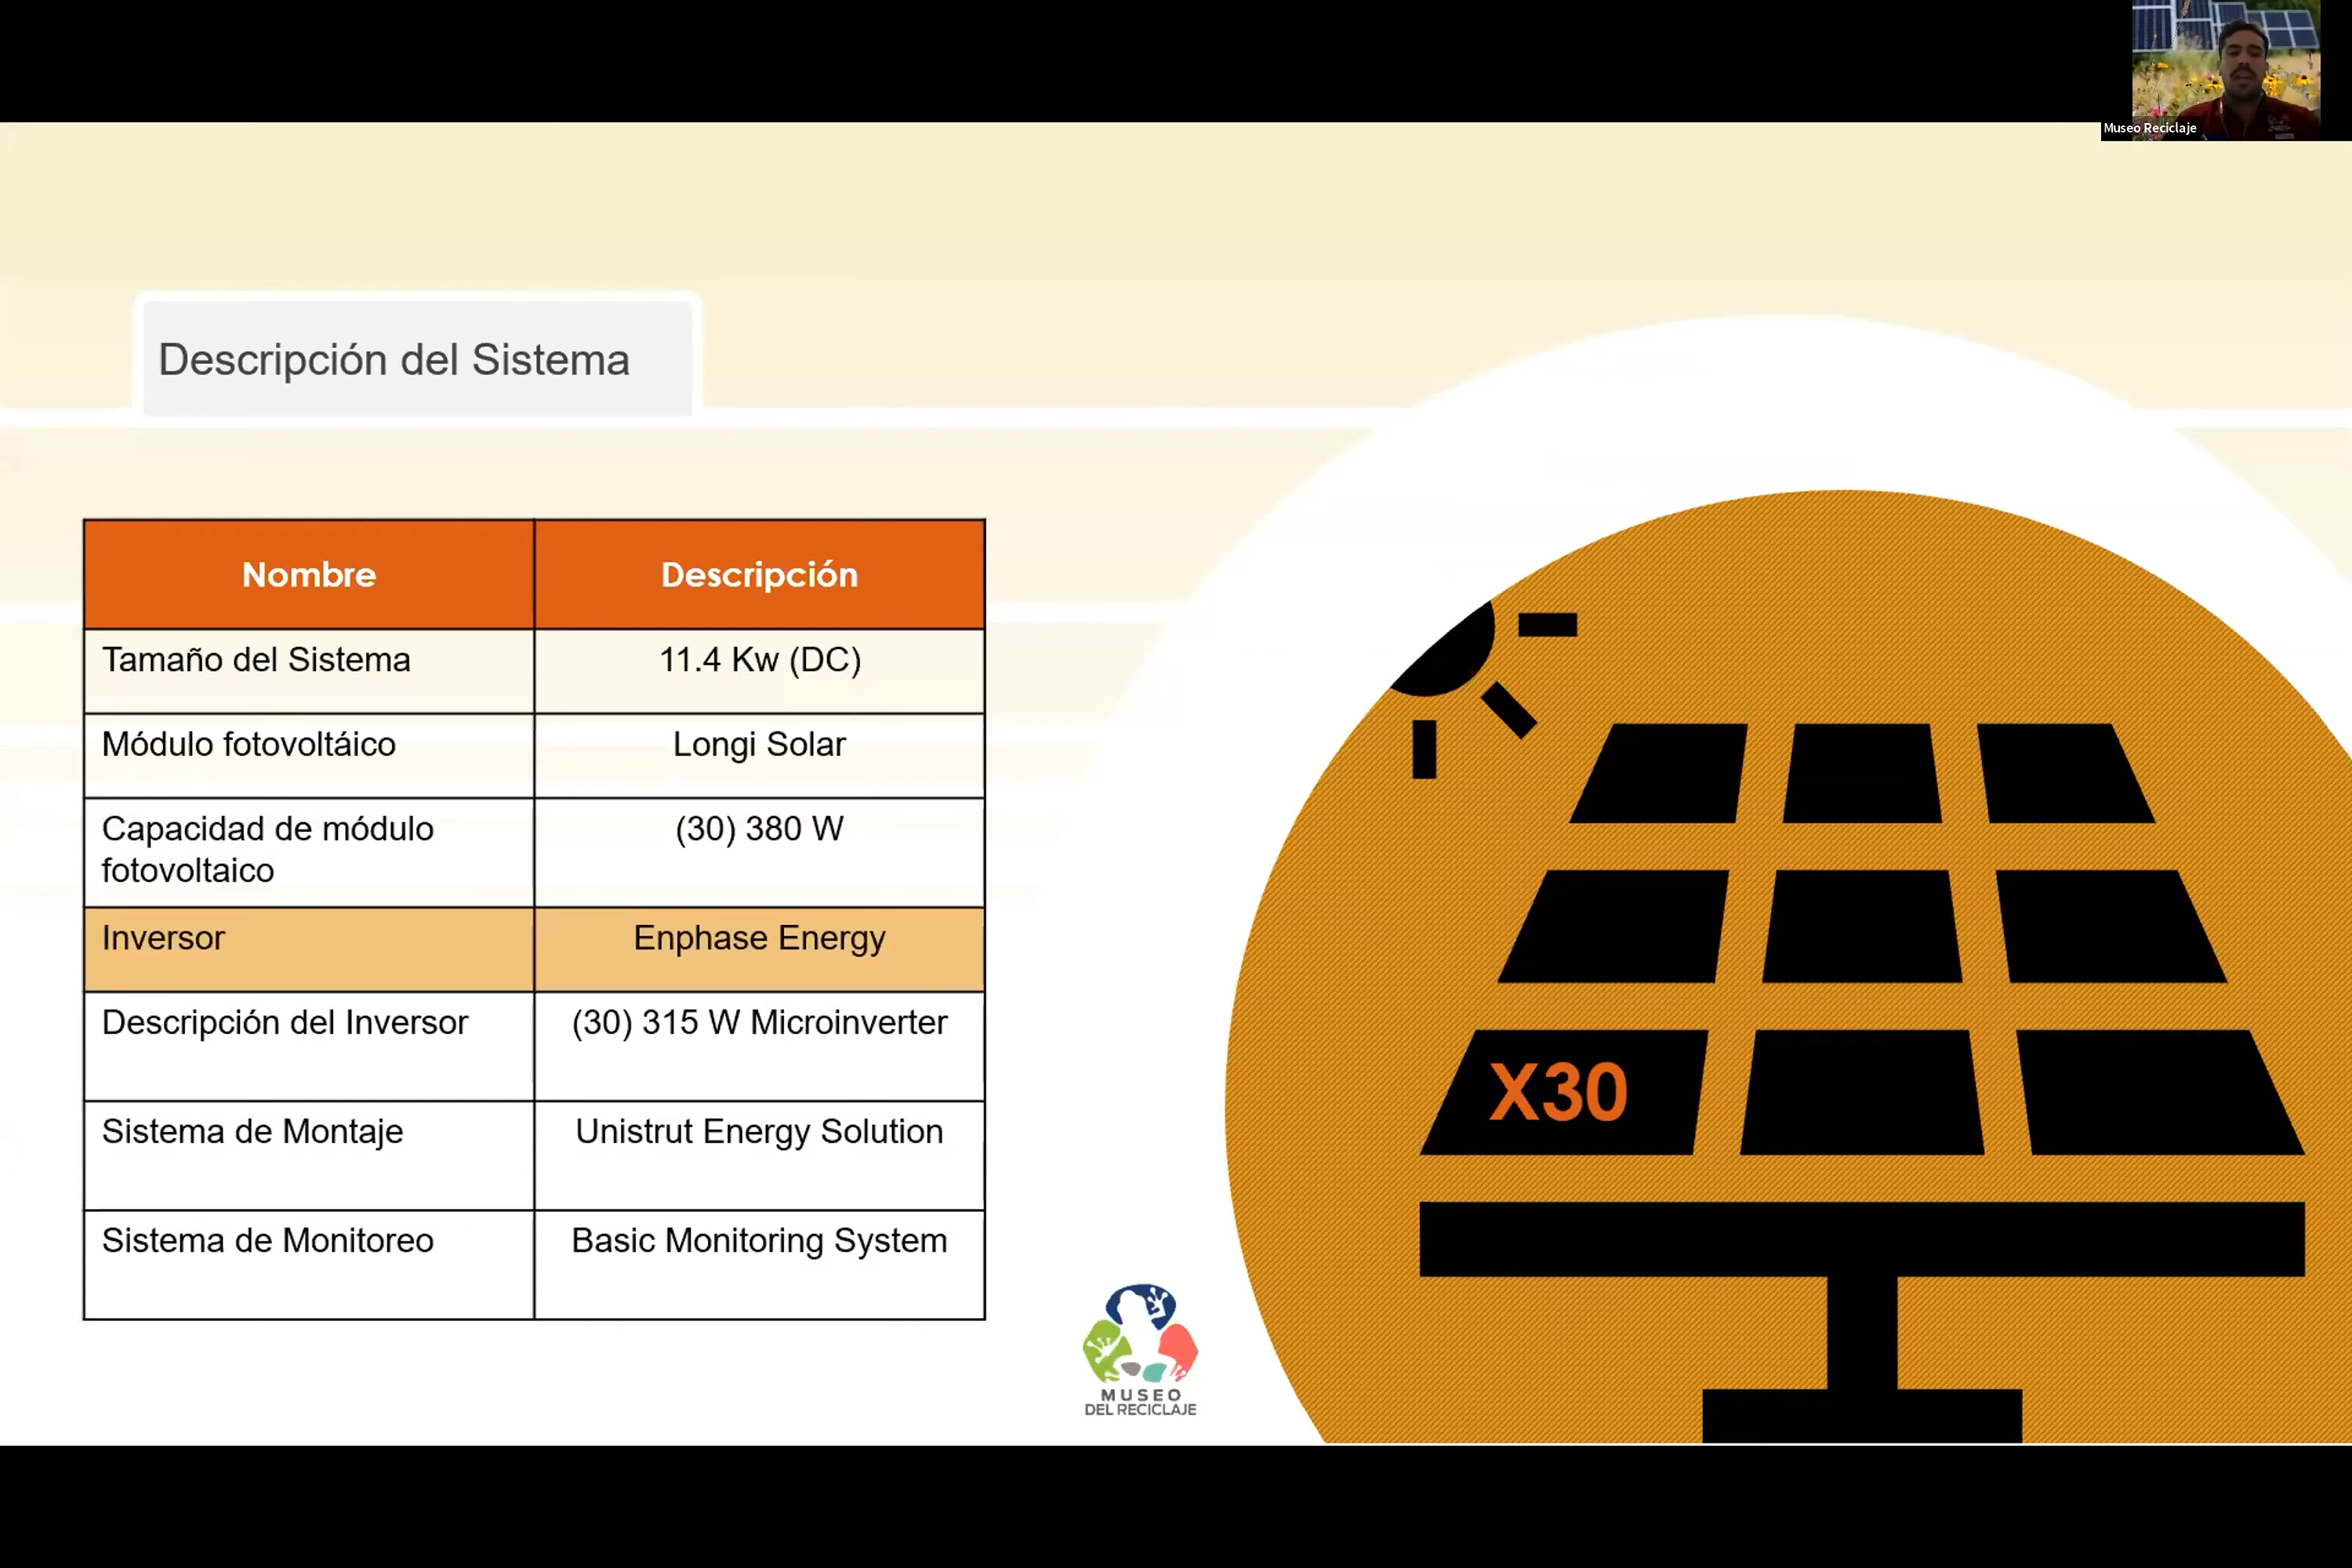 Museo Reciclaje
Descripción del Sistema
Nombre Descripción
Tamaño del Sistema 11.4 Kw (DC)
Módulo fotovoltáico Longi Solar
Capacidad de módulo (30) 380 W
fotovoltaico
Inversor Enphase Energy
Descripción del Inversor (30) 315 W Microinverter
Sistema de Montaje Unistrut Energy Solution
Sistema de Monitoreo Basic Monitoring System
X30
MUSEO
DEL RECICLAJE